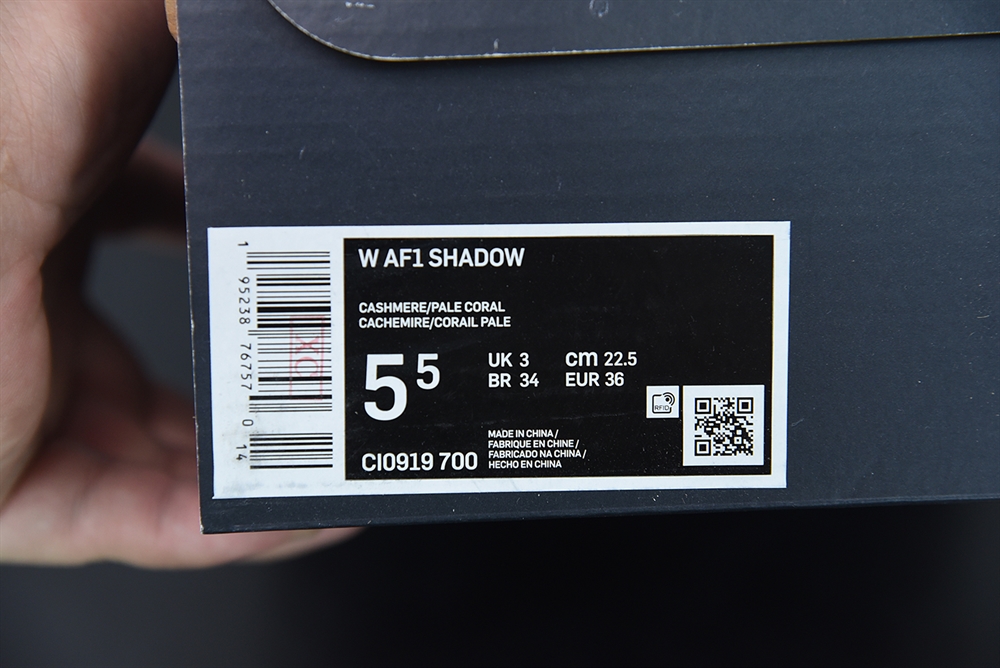 W AF1 SHADOW
CASHMERE/PALE CORAL
CACHEMIRE/CORAIL PALE
5 5
UK 3 cm 22.5
BR 34 EUR 36
CI0919 700
MADE IN CHINA /
FABRIQUE EN CHINE /
FABRICADO NA CHINA /
HECHO EN CHINA
RFID
1 95238 76757 0 14